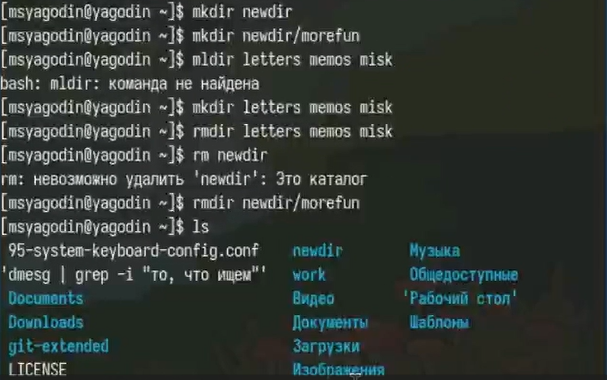 [msyagodin@yagodin ~]$ mkdir newdir
[msyagodin@yagodin ~]$ mkdir newdir/morefun
[msyagodin@yagodin ~]$ mldir letters memos misk
bash: mldir: команда не найдена
[msyagodin@yagodin ~]$ mkdir letters memos misk
[msyagodin@yagodin ~]$ rmdir letters memos misk
[msyagodin@yagodin ~]$ rm newdir
rm: невозможно удалить 'newdir': Это каталог
[msyagodin@yagodin ~]$ rmdir newdir/morefun
[msyagodin@yagodin ~]$ ls
95-system-keyboard-config.conf newdir Музыка
'dmesg | grep -i "то, что ищем"' work Общедоступные
Documents Видео 'Рабочий стол'
Downloads Документы Шаблоны
git-extended Загрузки
LICENSE Изображения